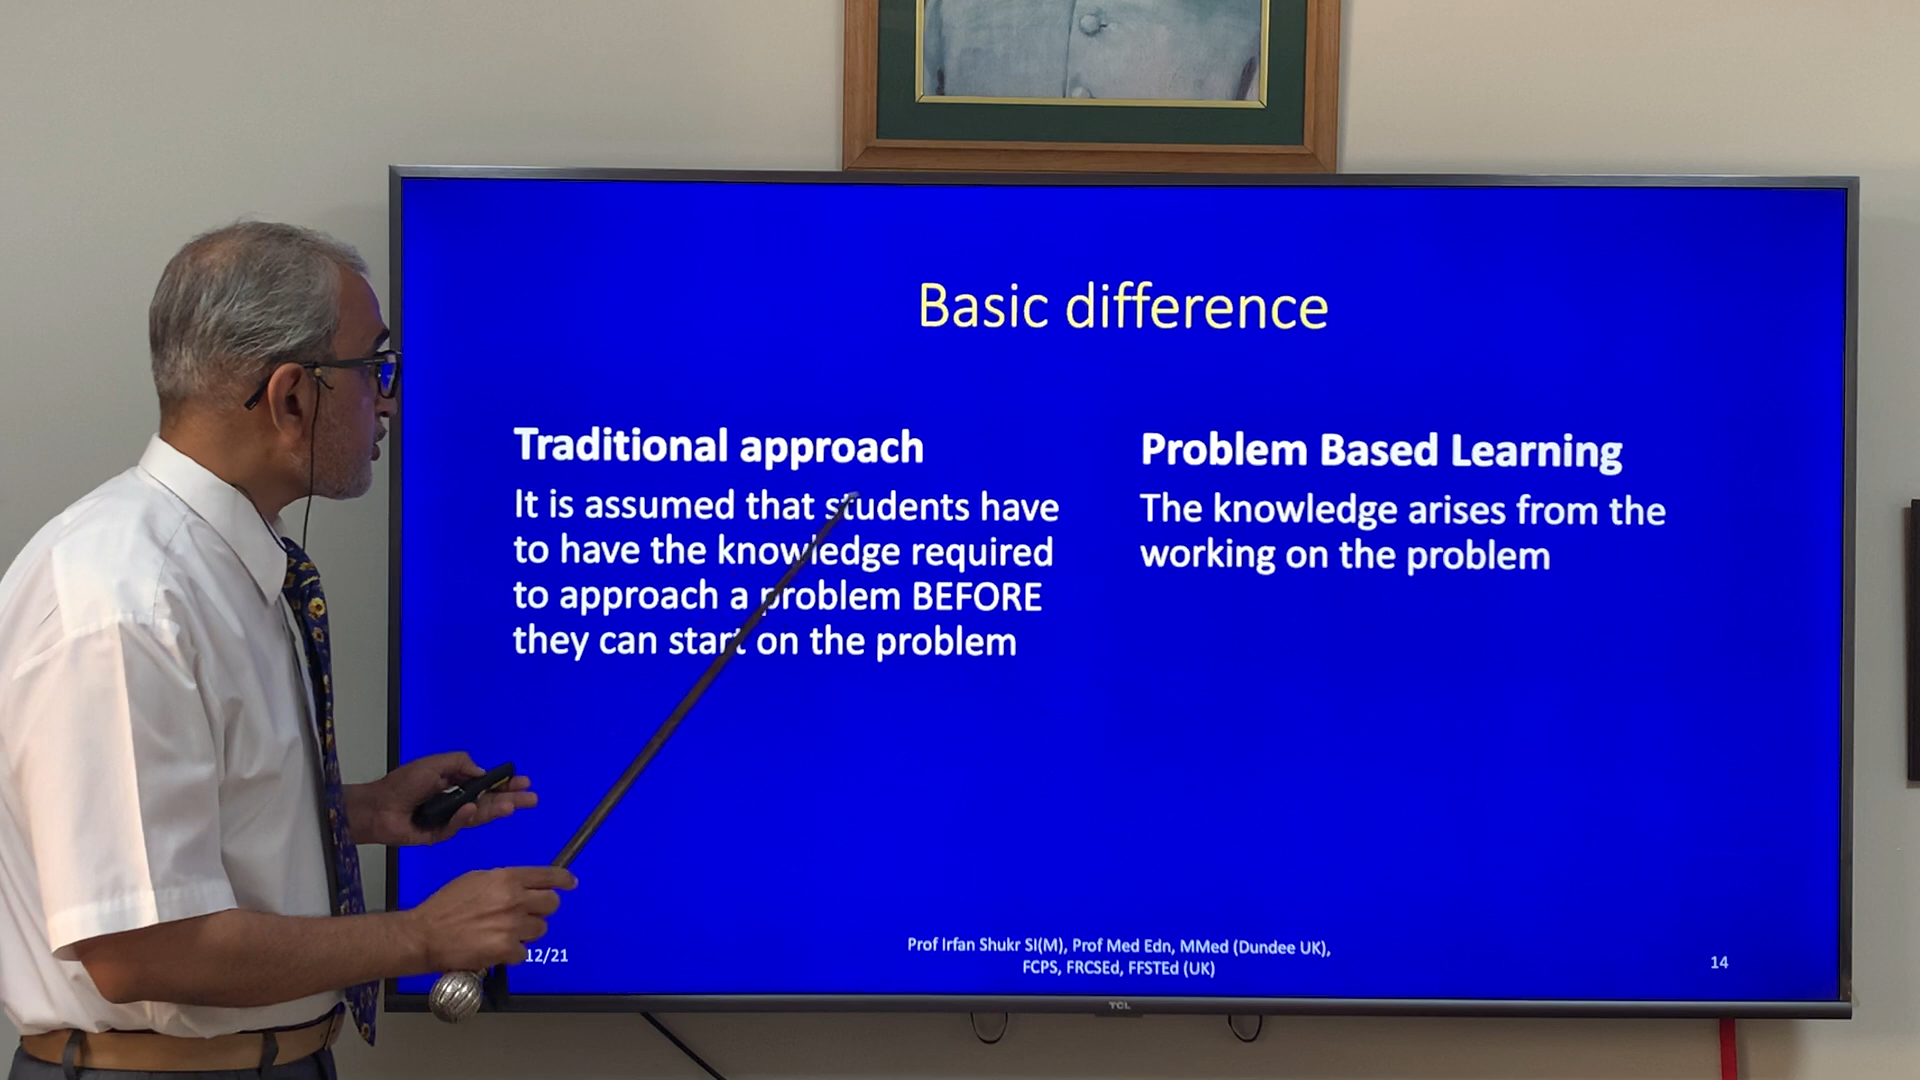 Basic difference
Traditional approach
It is assumed that students have
to have the knowledge required
to approach a problem BEFORE
they can start on the problem
Problem Based Learning
The knowledge arises from the
working on the problem
12/21
Prof Irfan Shukr SI(M), Prof Med Edn, MMed (Dundee UK),
FCPS, FRCSEd, FFSTEd (UK)
14
TCL